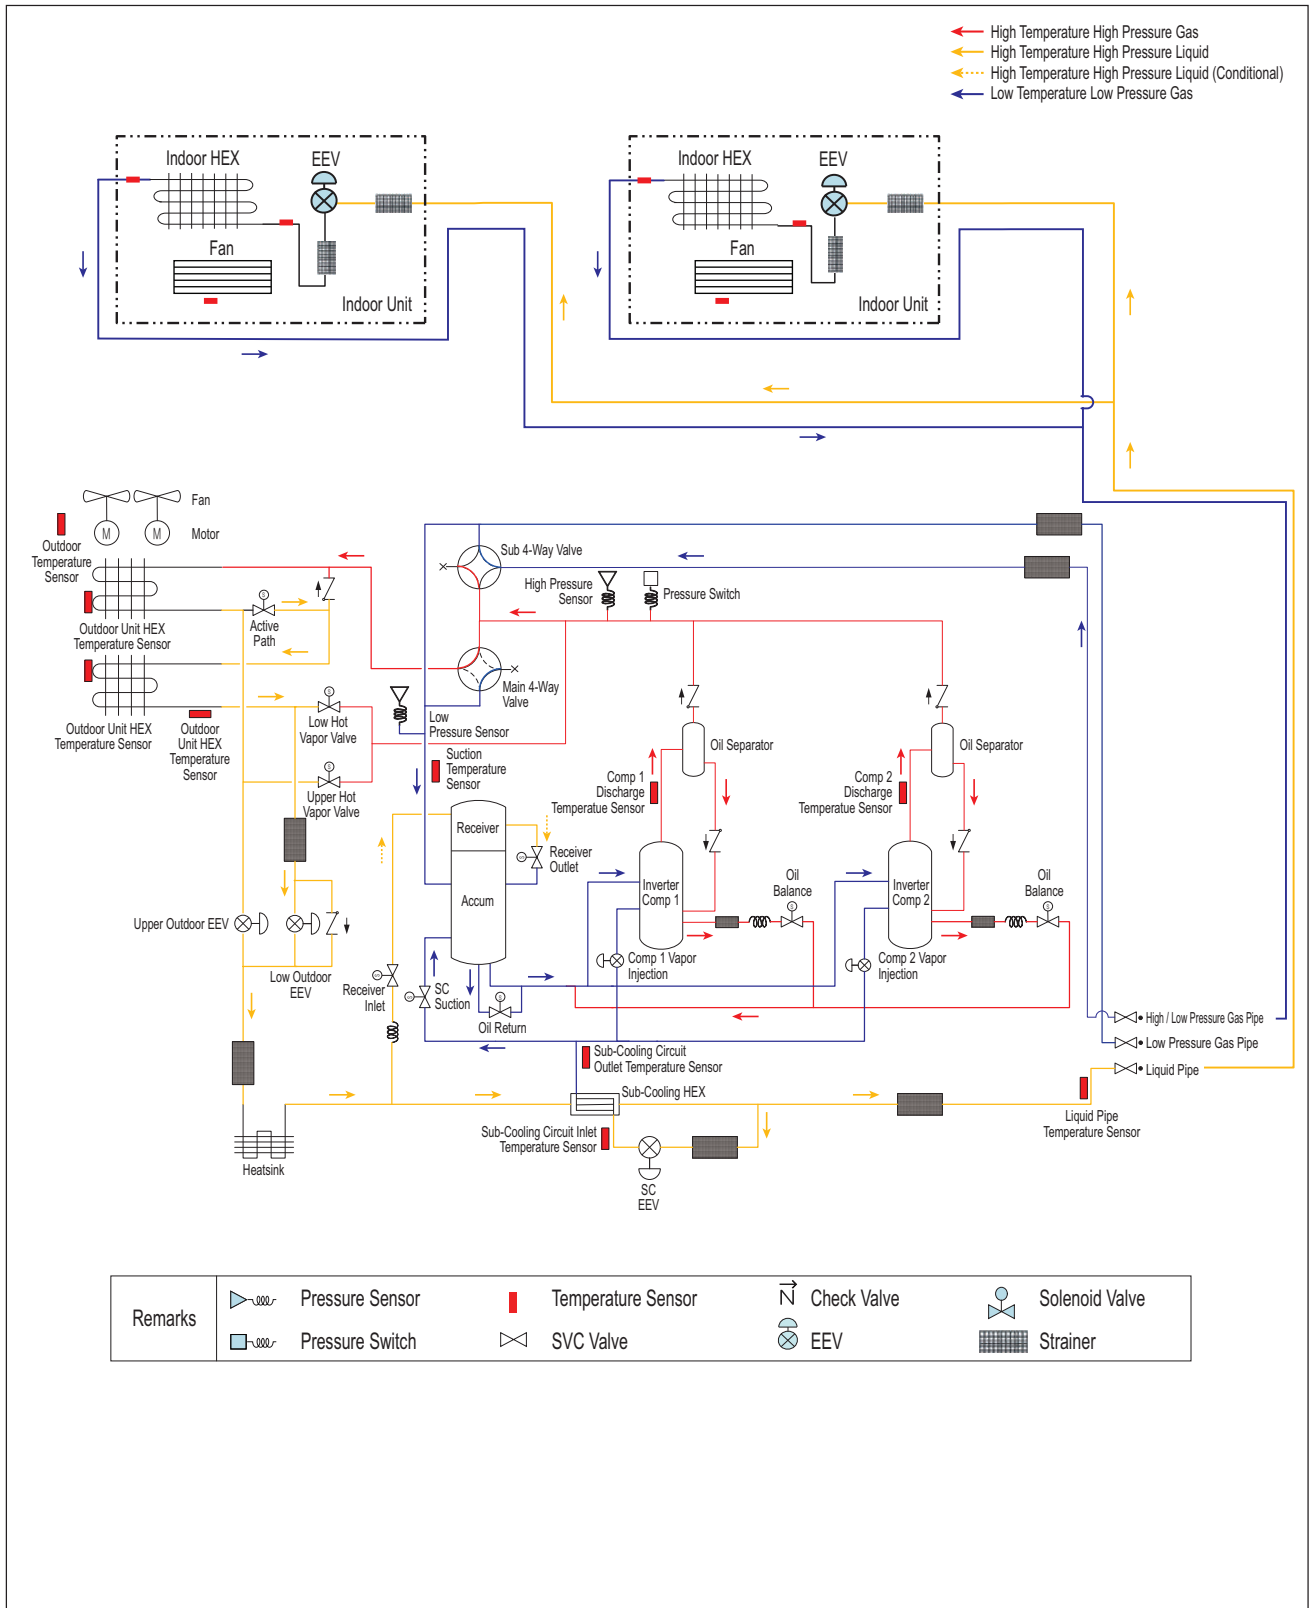 High Temperature High Pressure Gas
High Temperature High Pressure Liquid
High Temperature High Pressure Liquid (Conditional)
Low Temperature Low Pressure Gas
Indoor HEX
EEV
Fan
Indoor Unit
Indoor HEX
EEV
Fan
Indoor Unit
Fan
M
M
Motor
Outdoor
Temperature
Sensor
Sub 4-Way Valve
High Pressure
Sensor
Pressure Switch
S
Active
Path
Outdoor Unit HEX
Temperature Sensor
Main 4-Way
Valve
Outdoor Unit HEX
Temperature Sensor
Outdoor
Unit HEX
Temperature
Sensor
S
Low Hot
Vapor Valve
Low
Pressure Sensor
Suction
Temperature
Sensor
S
Upper Hot
Vapor Valve
Oil Separator
Oil Separator
Comp 1
Discharge
Temperatue Sensor
Comp 2
Discharge
Temperatue Sensor
Receiver
Receiver
Outlet
Accum
Inverter
Comp 1
Oil
Balance
S
Inverter
Comp 2
Oil
Balance
S
Upper Outdoor EEV
Low Outdoor
EEV
Receiver
Inlet
SC
Suction
S
Oil Return
Comp 1 Vapor
Injection
Comp 2 Vapor
Injection
High / Low Pressure Gas Pipe
Low Pressure Gas Pipe
Liquid Pipe
Sub-Cooling Circuit
Outlet Temperature Sensor
Sub-Cooling HEX
Sub-Cooling Circuit Inlet
Temperature Sensor
SC
EEV
Liquid Pipe
Temperature Sensor
Heatsink
Remarks
Pressure Sensor
Temperature Sensor
Check Valve
Solenoid Valve
Pressure Switch
SVC Valve
EEV
Strainer